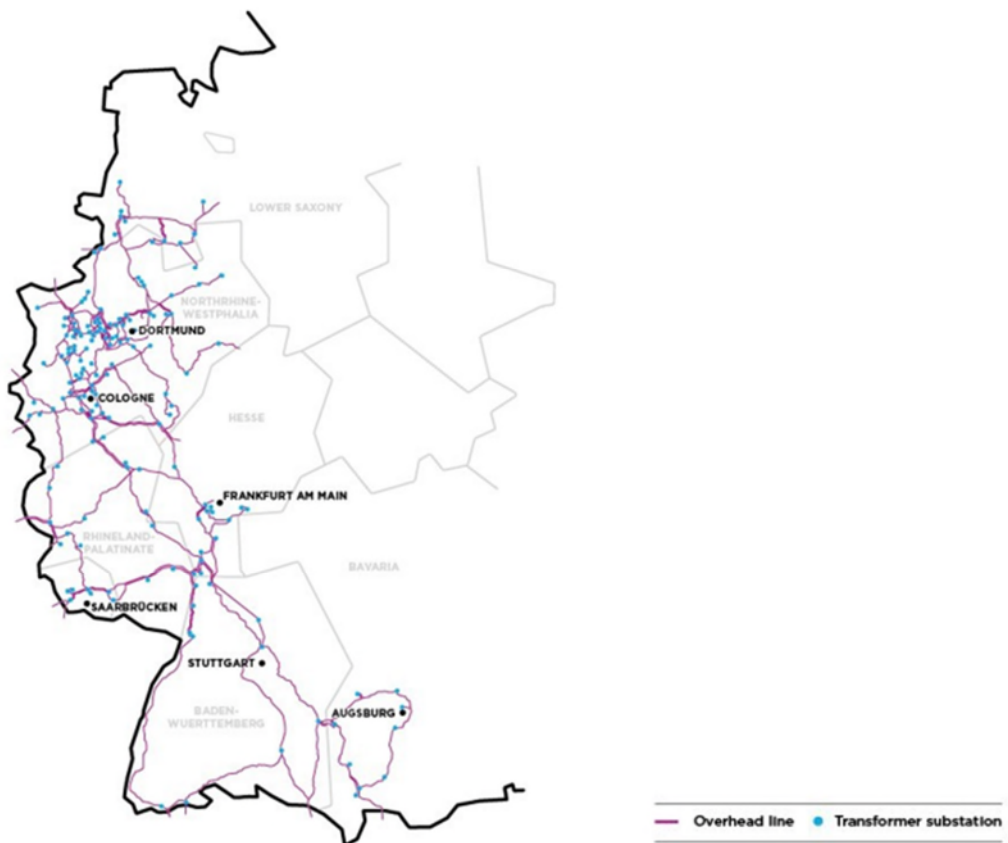 LOWER SAXONY
NORTHRHINE-
WESTPHALIA
DORTMUND
COLOGNE
HESSE
FRANKFURT AM MAIN
RHINELAND-
PALATINATE
BAVARIA
SAARBRÜCKEN
STUTTGART
BADEN-
WUERTTEMBERG
AUGSBURG
Overhead line
Transformer substation